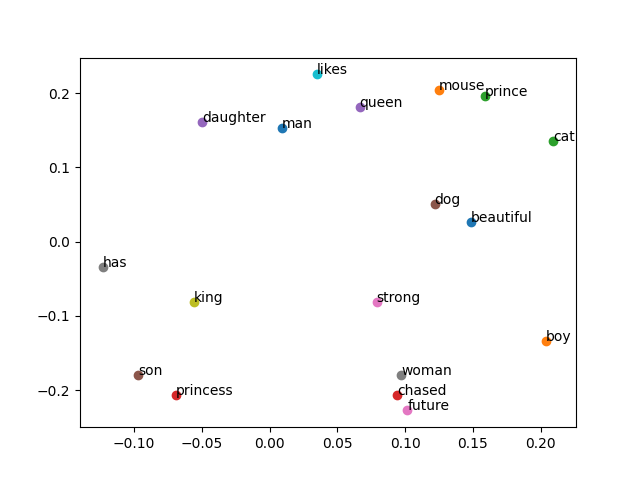 likes
mouse
prince
queen
daughter
man
cat
dog
beautiful
has
king
strong
boy
son
woman
princess
chased
future
0.2
0.1
0.0
−0.1
−0.2
−0.10
−0.05
0.00
0.05
0.10
0.15
0.20